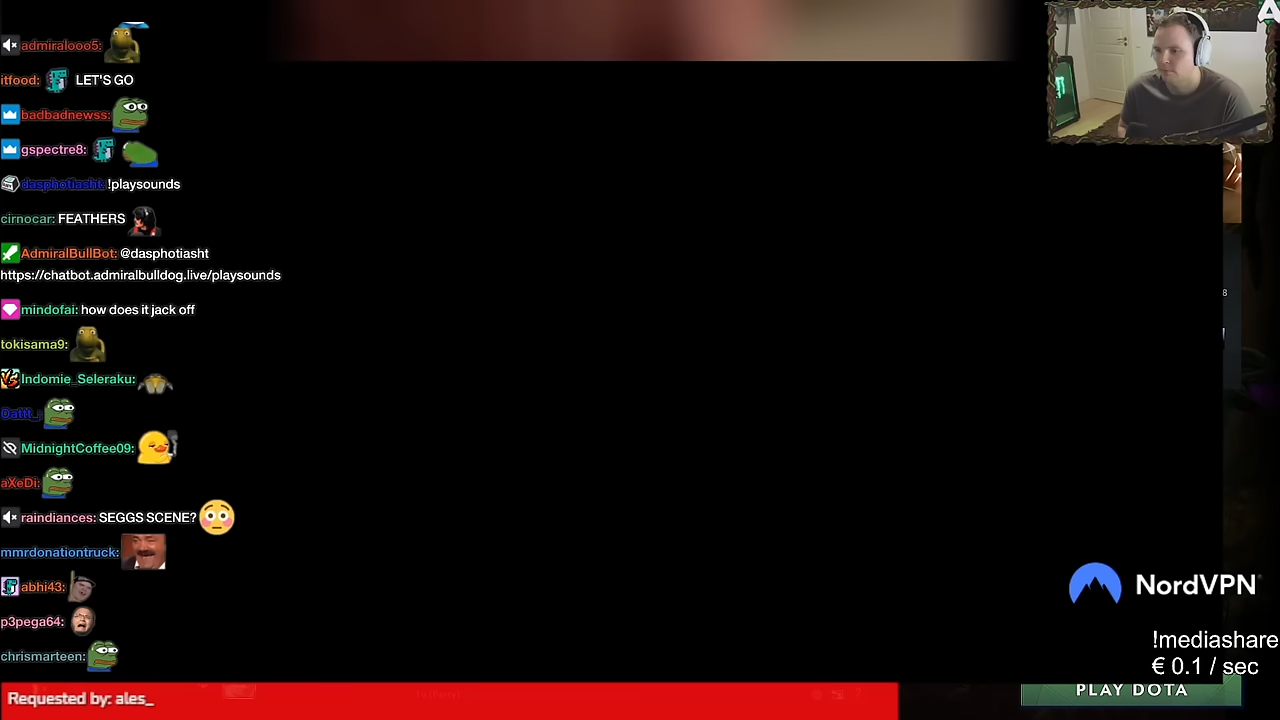 admiralooo5:
itfood: LET'S GO
badbadnewss:
gspectre8:
dasphotiasht: !playsounds
cirnocar: FEATHERS
AdmiralBullBot: @dasphotiasht
https://chatbot.admiralbulldog.live/playsounds
mindofai: how does it jack off
tokisama9:
Indomie_Seleraku:
Oattt_:
MidnightCoffee09:
aXeDi:
raindiances: SEGGS SCENE?
mmrdonationtruck:
abhi43:
p3pega64:
chrismarteen:
Requested by: ales_
8
NordVPN
!mediashare
€ 0.1 / sec
PLAY DOTA